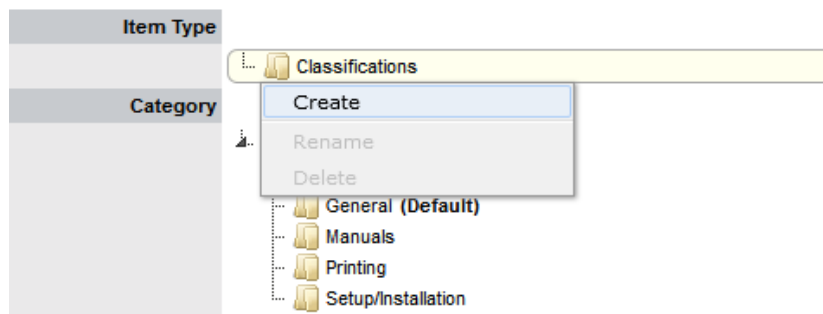 Item Type
Classifications
Category
Create
Rename
Delete
General (Default)
Manuals
Printing
Setup/Installation